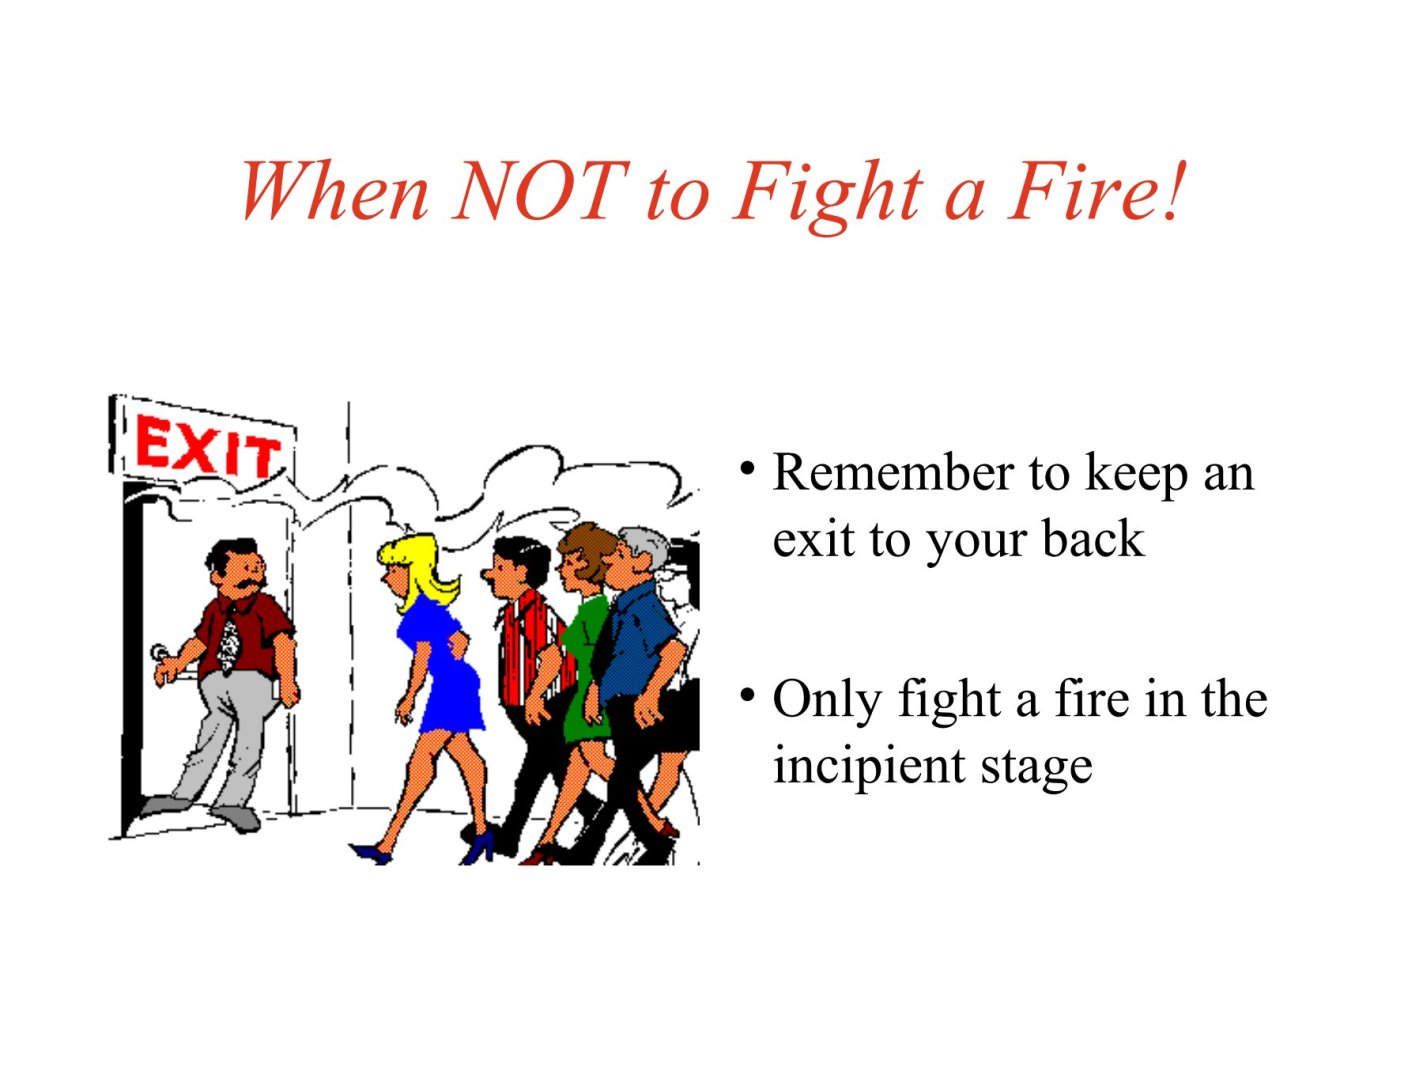 When NOT to Fight a Fire!
EXIT
• Remember to keep an
exit to your back
• Only fight a fire in the
incipient stage